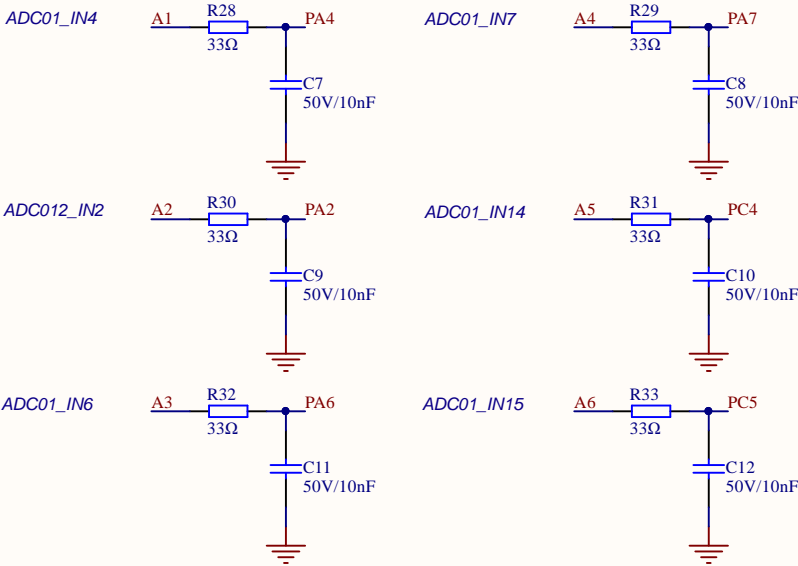 ADC01_IN4
A1
R28
33Ω
PA4
C7
50V/10nF
ADC01_IN7
A4
R29
33Ω
PA7
C8
50V/10nF
ADC012_IN2
A2
R30
33Ω
PA2
C9
50V/10nF
ADC01_IN14
A5
R31
33Ω
PC4
C10
50V/10nF
ADC01_IN6
A3
R32
33Ω
PA6
C11
50V/10nF
ADC01_IN15
A6
R33
33Ω
PC5
C12
50V/10nF